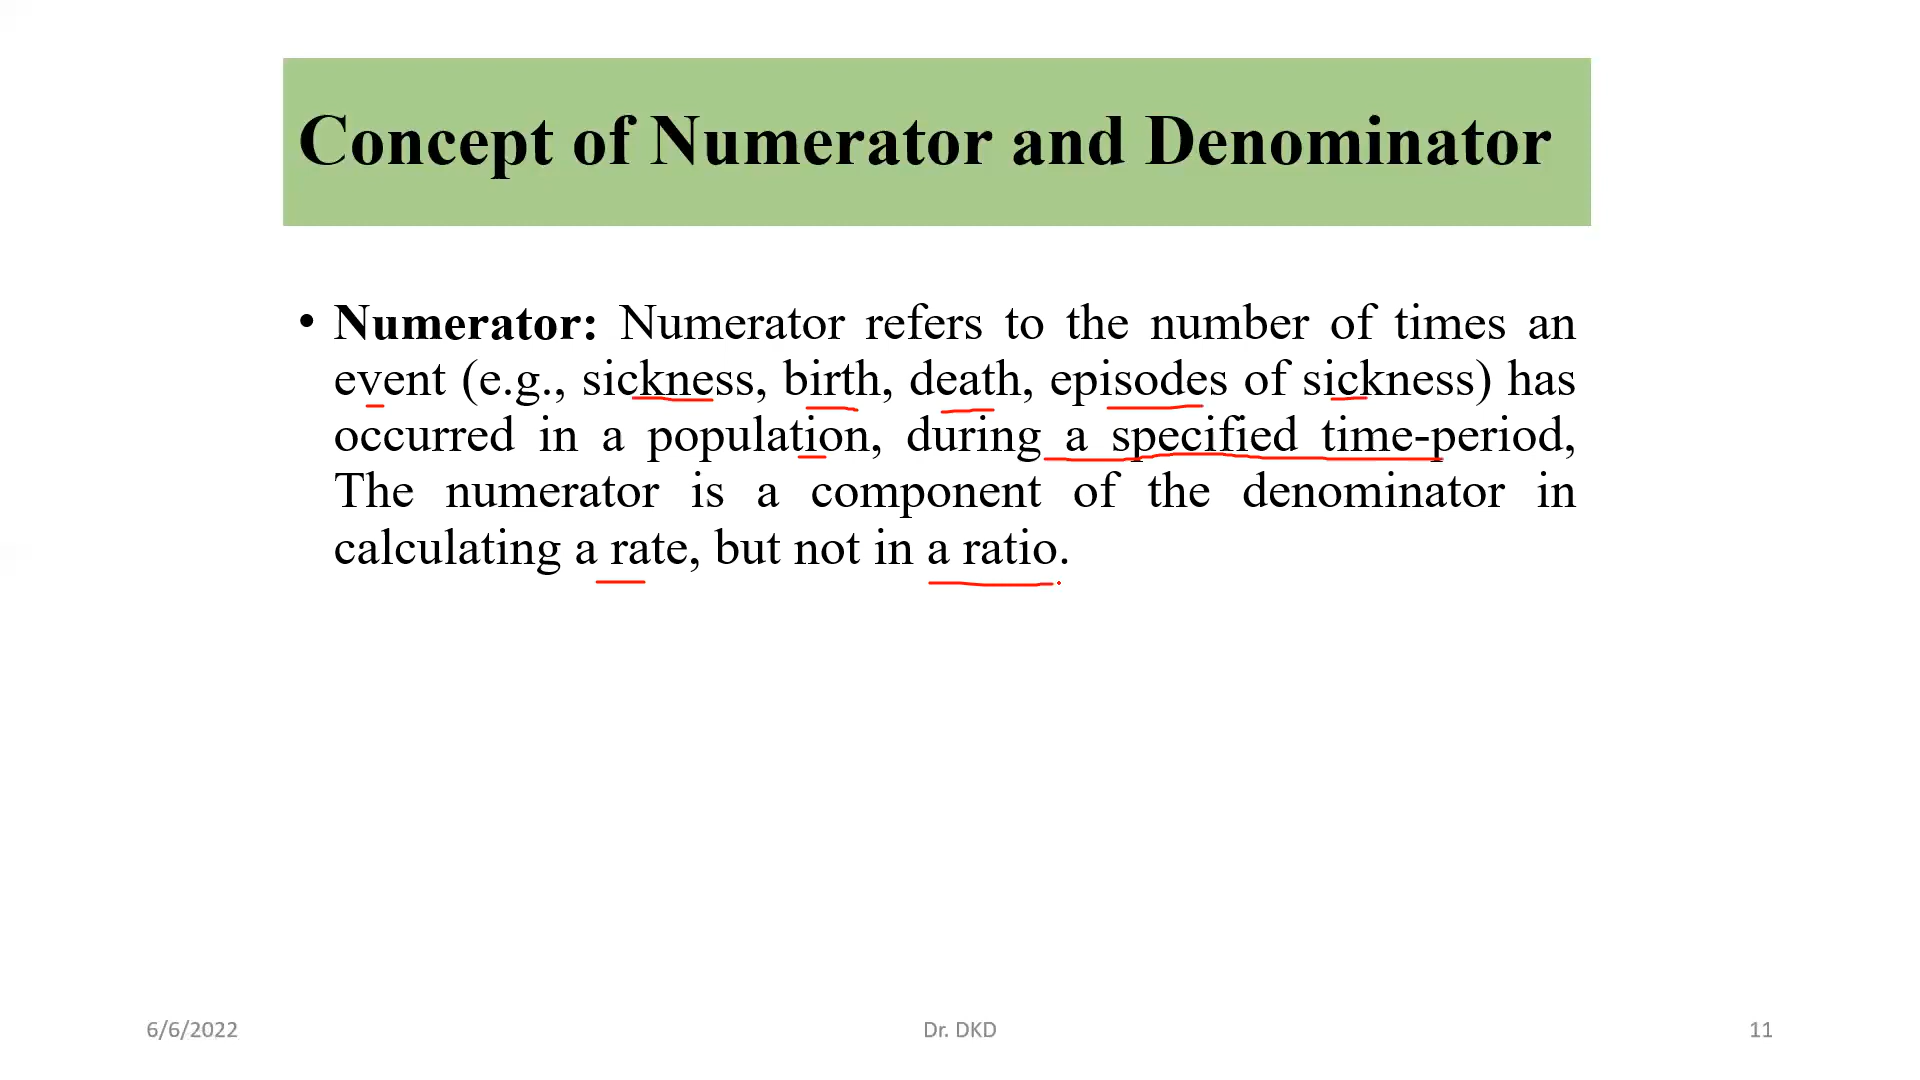 Concept of Numerator and Denominator
• Numerator: Numerator refers to the number of times an
event (e.g., sickness, birth, death, episodes of sickness) has
occurred in a population, during a specified time-period,
The numerator is a component of the denominator in
calculating a rate, but not in a ratio.
6/6/2022
Dr. DKD
11